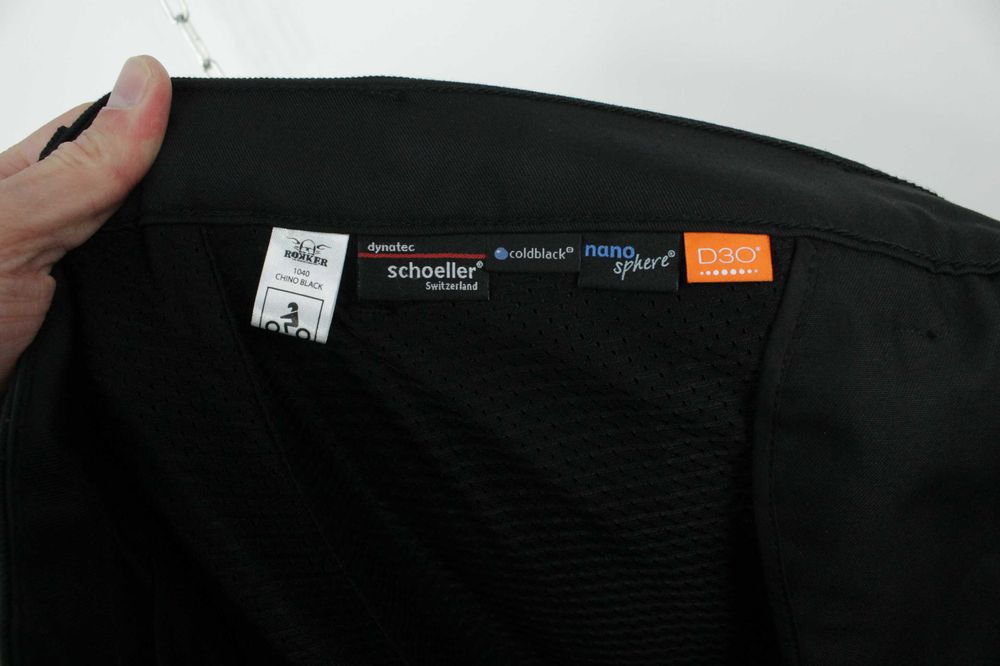 ROKKER
1040
CHINO BLACK
dynatec
schoeller®
Switzerland
coldblack®
nano
sphere®
D3O®